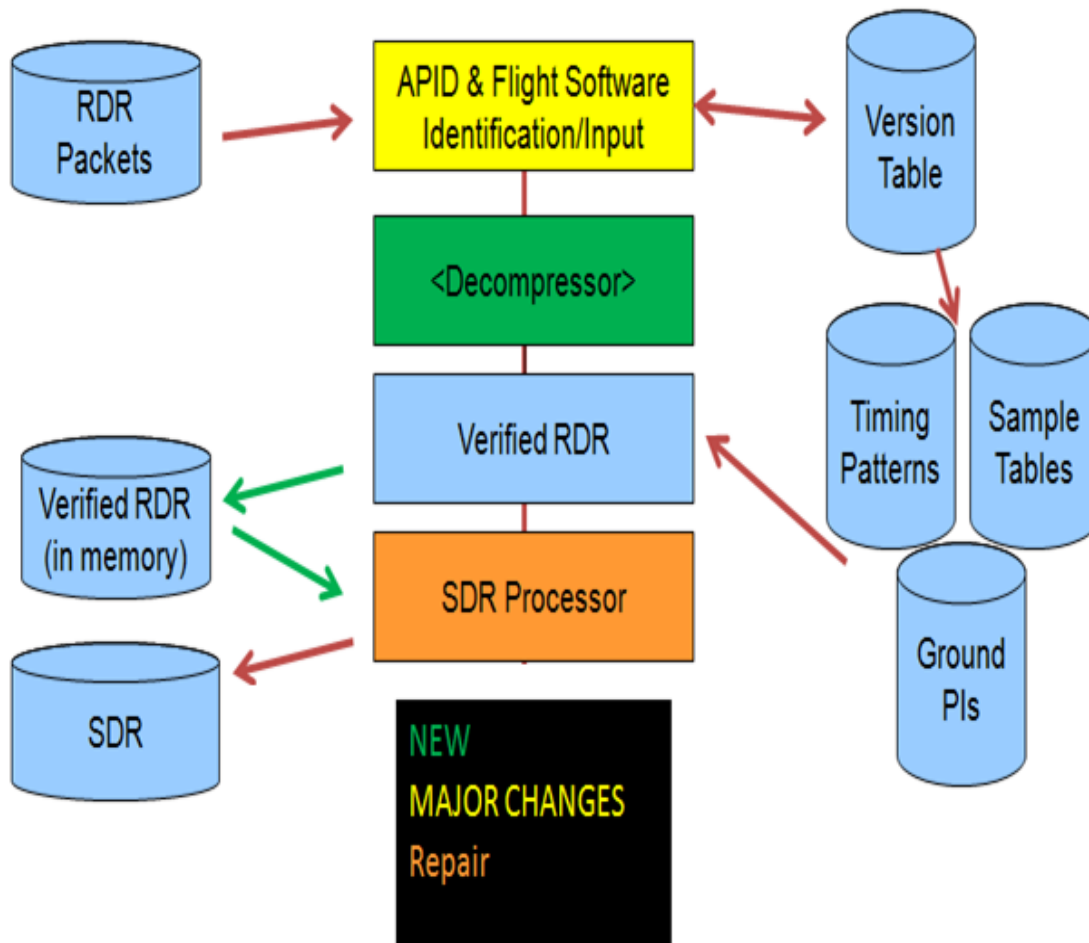 RDR
Packets
APID & Flight Software
Identification/Input
Version
Table
<Decompressor>
Timing
Patterns
Sample
Tables
Verified RDR
Verified RDR
(in memory)
SDR Processor
Ground
PIs
SDR
NEW
MAJOR CHANGES
Repair